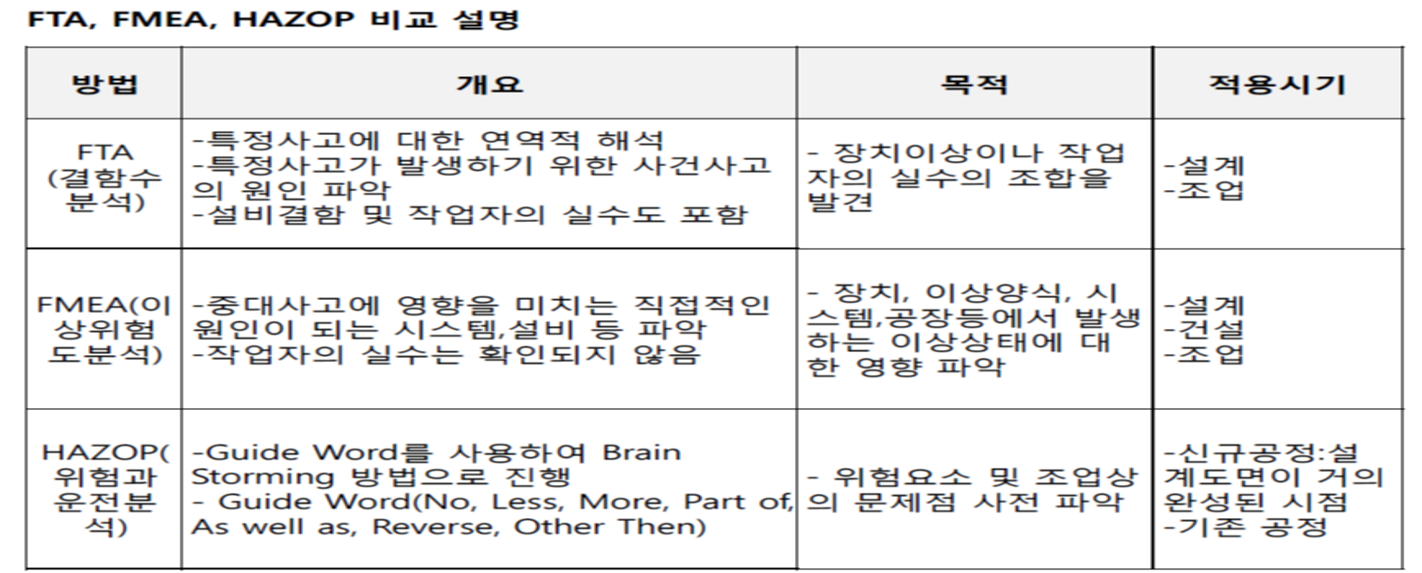 FTA, FMEA, HAZOP 비교 설명
방법
개요
목적
적용시기
FTA
(결함수
분석)
-특정사고에 대한 연역적 해석
-특정사고가 발생하기 위한 사건사고
의 원인 파악
-설비결함 및 작업자의 실수도 포함
- 장치이상이나 작업
자의 실수의 조합을
발견
-설계
-조업
FMEA(이
상위험
도분석)
-중대사고에 영향을 미치는 직접적인
원인이 되는 시스템,설비 등 파악
-작업자의 실수는 확인되지 않음
- 장치, 이상양식, 시
스템,공장등에서 발생
하는 이상상태에 대
한 영향 파악
-설계
-건설
-조업
HAZOP(
위험과
운전분
석)
-Guide Word를 사용하여 Brain
Storming 방법으로 진행
- Guide Word(No, Less, More, Part of,
As well as, Reverse, Other Then)
- 위험요소 및 조업상
의 문제점 사전 파악
-신규공정:설
계도면이 거의
완성된 시점
-기존 공정